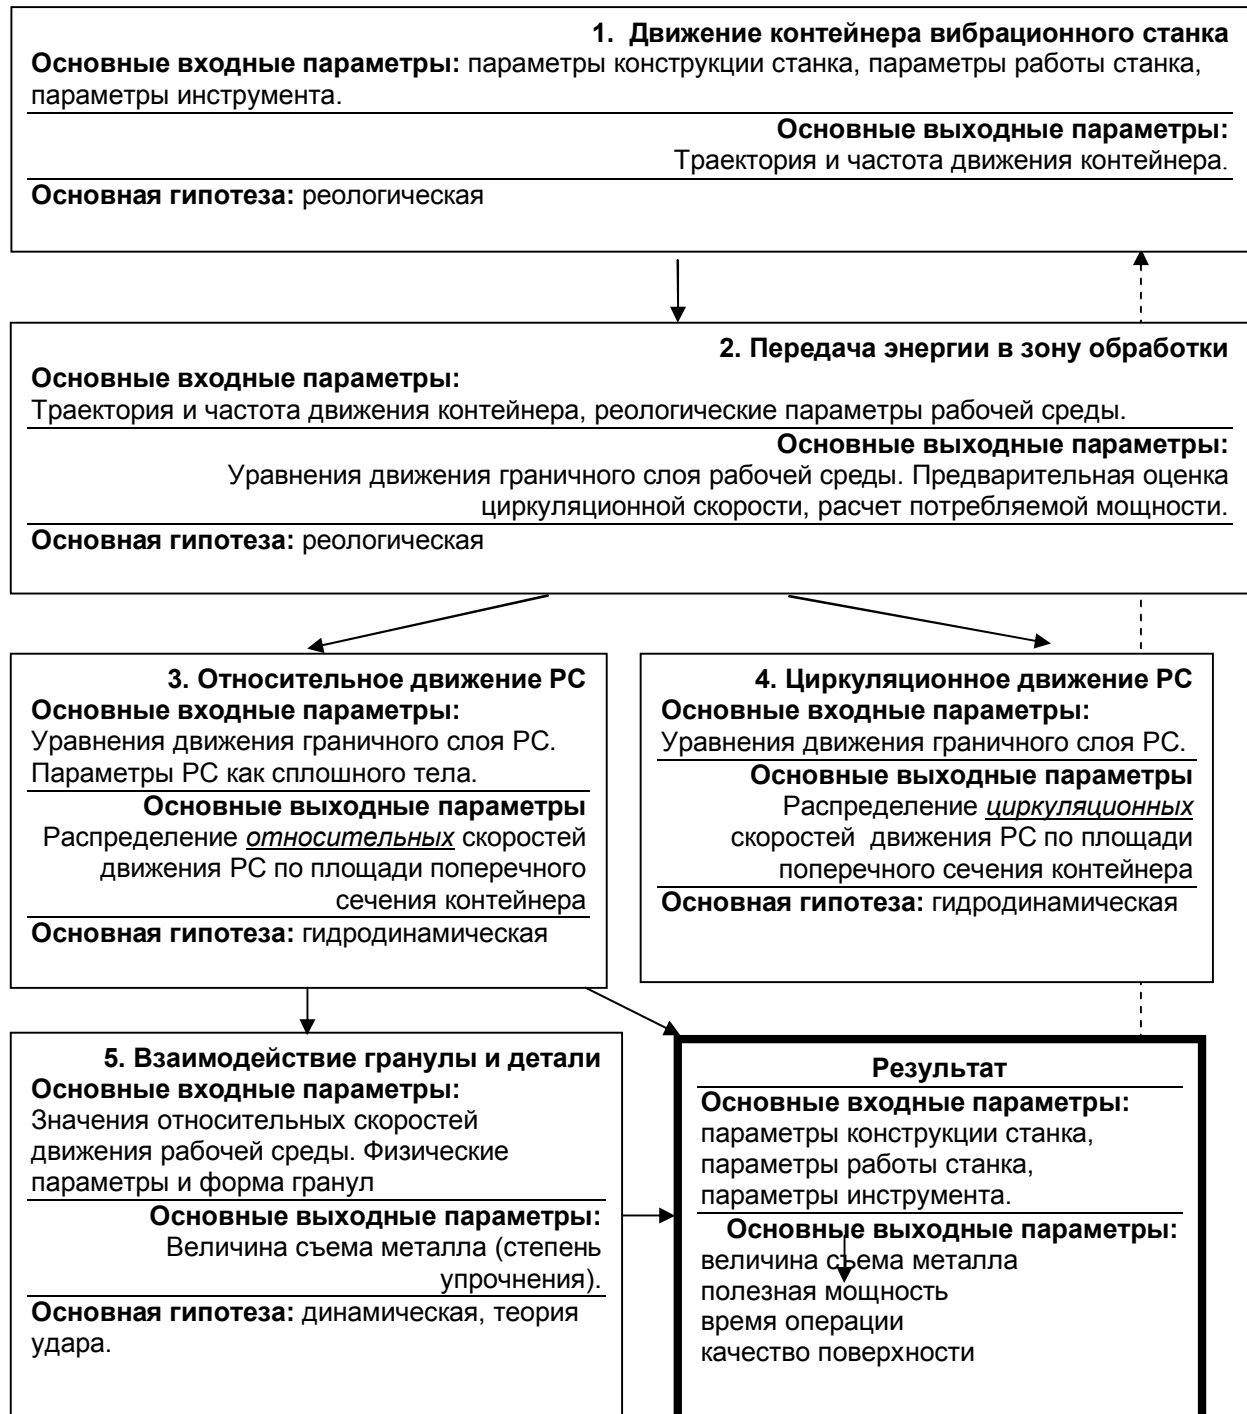 1. Движение контейнера вибрационного станка
Основные входные параметры: параметры конструкции станка, параметры работы станка,
параметры инструмента.
Основные выходные параметры:
Траектория и частота движения контейнера.
Основная гипотеза: реологическая
2. Передача энергии в зону обработки
Основные входные параметры:
Траектория и частота движения контейнера, реологические параметры рабочей среды.
Основные выходные параметры:
Уравнения движения граничного слоя рабочей среды. Предварительная оценка
циркуляционной скорости, расчет потребляемой мощности.
Основная гипотеза: реологическая
3. Относительное движение РС
Основные входные параметры:
Уравнения движения граничного слоя РС.
Параметры РС как сплошного тела.
Основные выходные параметры
Распределение относительных скоростей
движения РС по площади поперечного
сечения контейнера
Основная гипотеза: гидродинамическая
4. Циркуляционное движение РС
Основные входные параметры:
Уравнения движения граничного слоя РС.
Основные выходные параметры
Распределение циркуляционных
скоростей движения РС по площади
поперечного сечения контейнера
Основная гипотеза: гидродинамическая
5. Взаимодействие гранулы и детали
Основные входные параметры:
Значения относительных скоростей
движения рабочей среды. Физические
параметры и форма гранул
Основные выходные параметры:
Величина съема металла (степень
упрочнения).
Основная гипотеза: динамическая, теория
удара.
Результат
Основные входные параметры:
параметры конструкции станка,
параметры работы станка,
параметры инструмента.
Основные выходные параметры:
величина съема металла
полезная мощность
время операции
качество поверхности